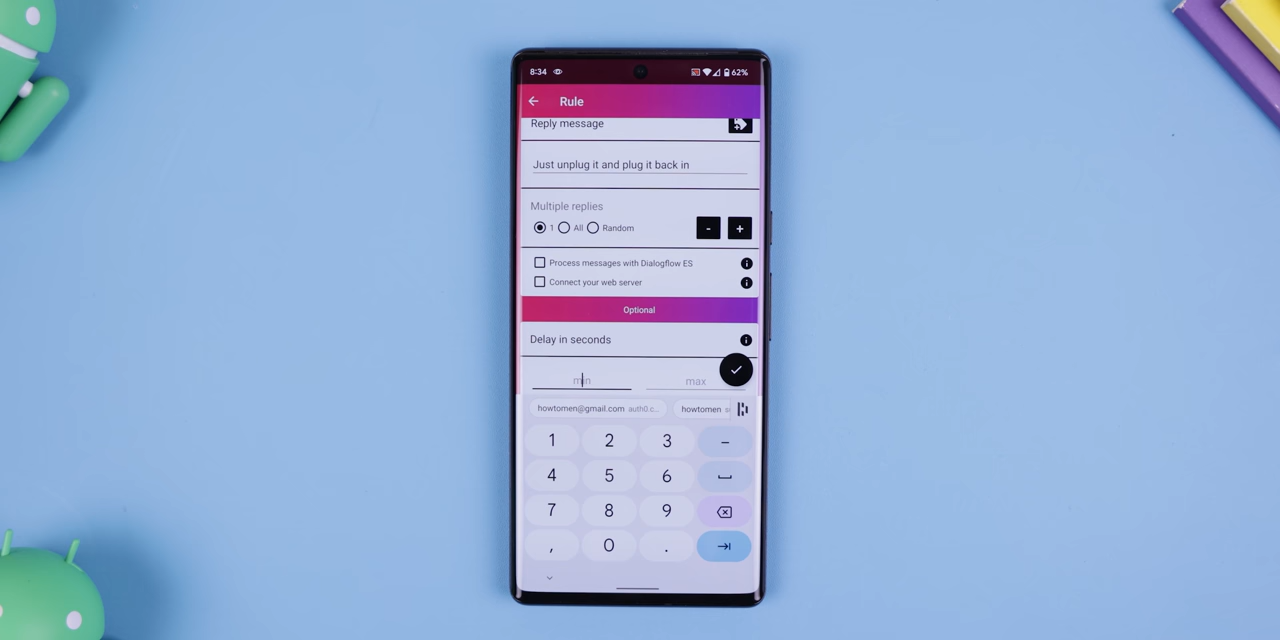 8:34 62%
Rule
Reply message
Just unplug it and plug it back in
Multiple replies
1 All Random - +
Process messages with Dialogflow ES
Connect your web server
Optional
Delay in seconds
min max
howtomen@gmail.com auth0.c... howtomen
1 2 3 –
4 5 6
7 8 9
, 0 .